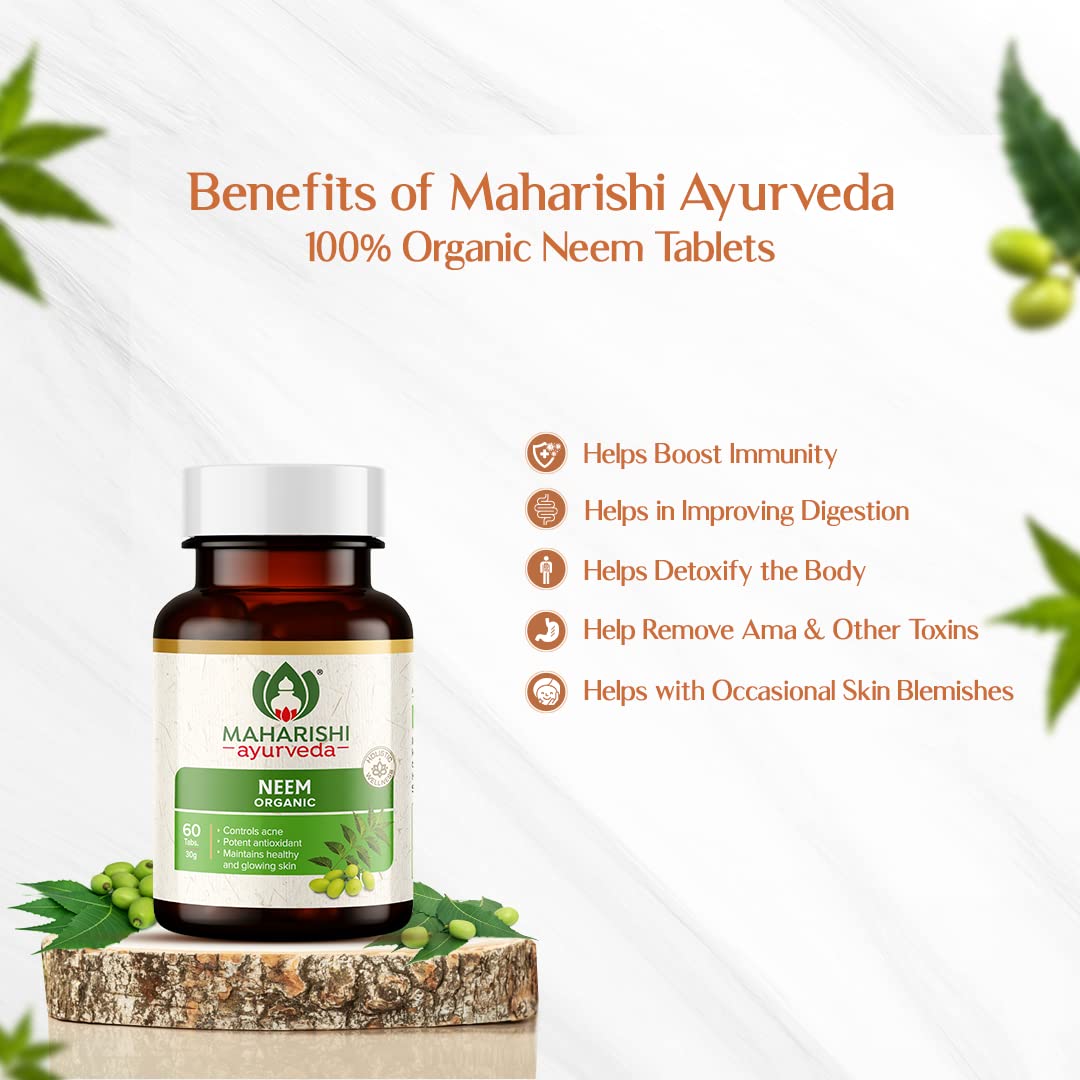 Benefits of Maharishi Ayurveda
100% Organic Neem Tablets
Helps Boost Immunity
Helps in Improving Digestion
Helps Detoxify the Body
Help Remove Ama & Other Toxins
Helps with Occasional Skin Blemishes
®
MAHARISHI
ayurveda
HOLISTIC
WELLNESS
NEEM
ORGANIC
60
Tabs.
30g
• Controls acne
• Potent antioxidant
• Maintains healthy
and glowing skin